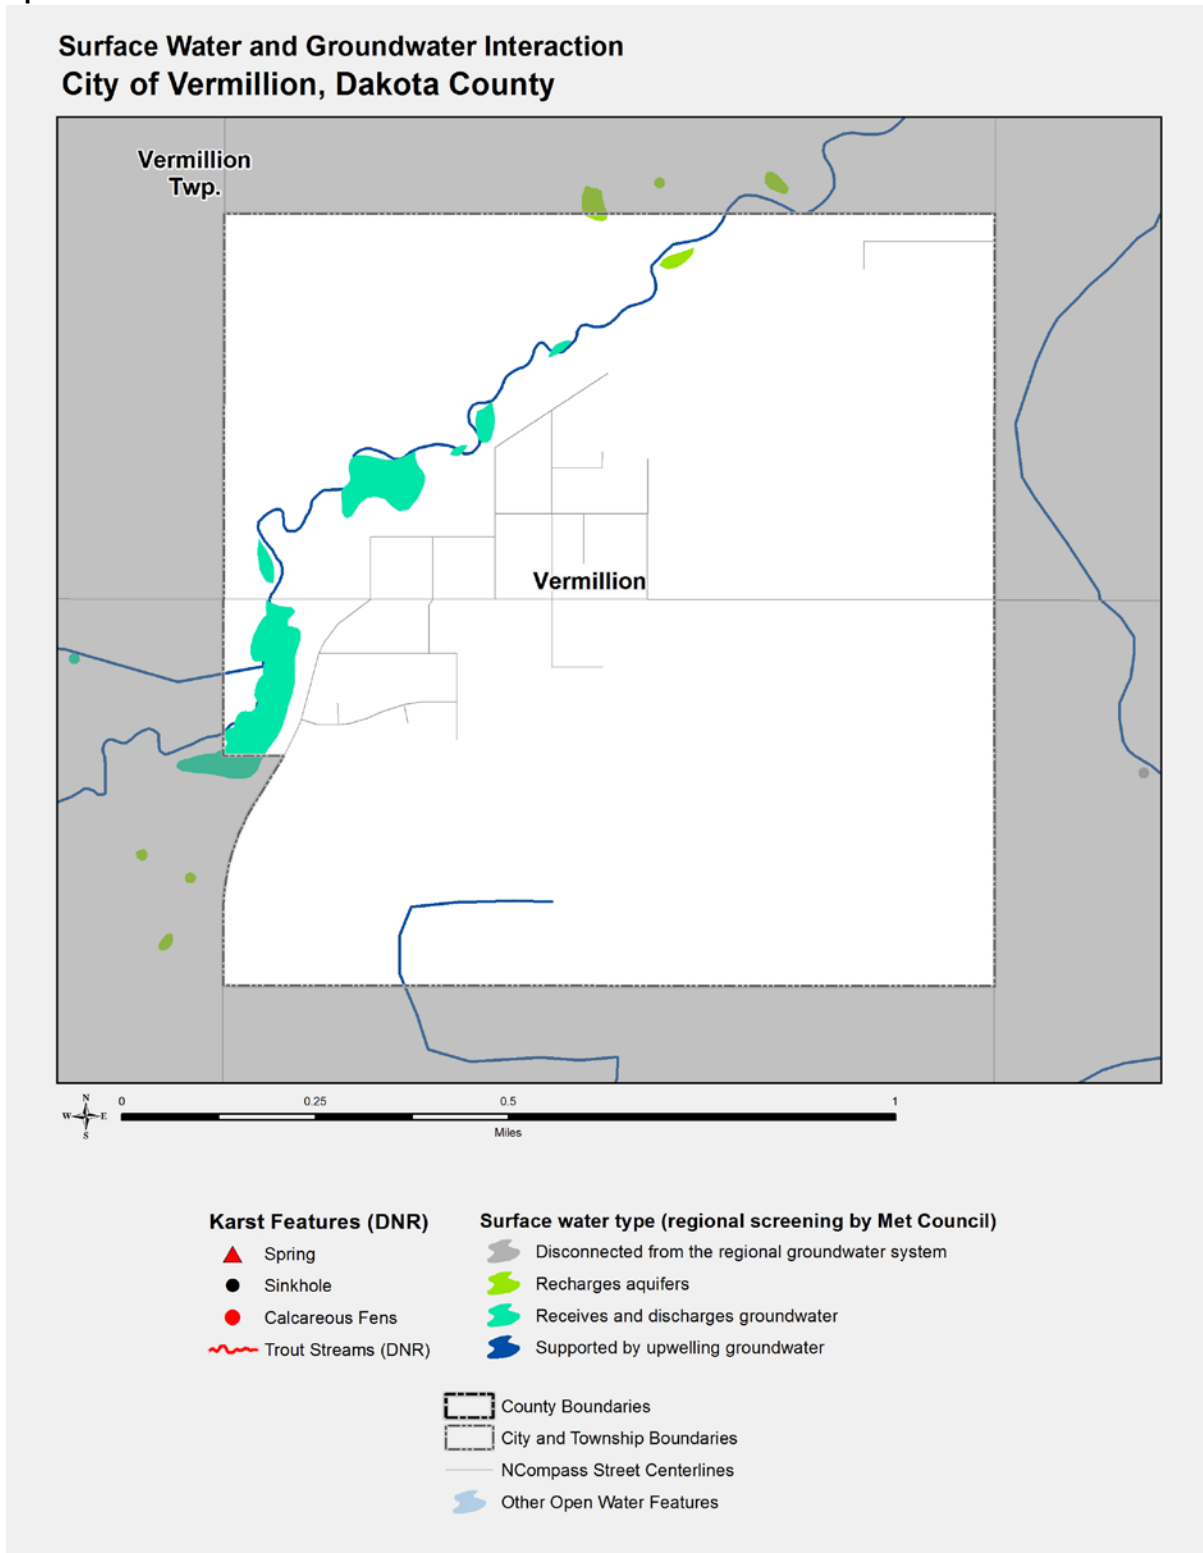 Surface Water and Groundwater Interaction
City of Vermillion, Dakota County
Vermillion
Twp.
Vermillion
N
W E
S
0 0.25 0.5 1
Miles
Karst Features (DNR)
Spring
Sinkhole
Calcareous Fens
Trout Streams (DNR)
Surface water type (regional screening by Met Council)
Disconnected from the regional groundwater system
Recharges aquifers
Receives and discharges groundwater
Supported by upwelling groundwater
County Boundaries
City and Township Boundaries
NCompass Street Centerlines
Other Open Water Features